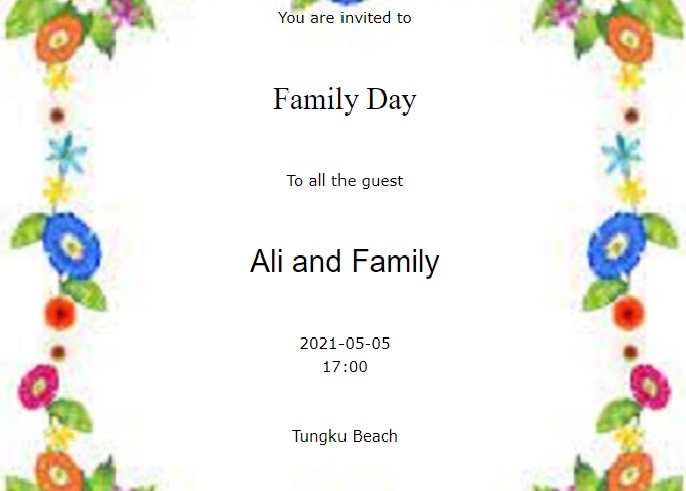 You are invited to
Family Day
To all the guest
Ali and Family
2021-05-05
17:00
Tungku Beach